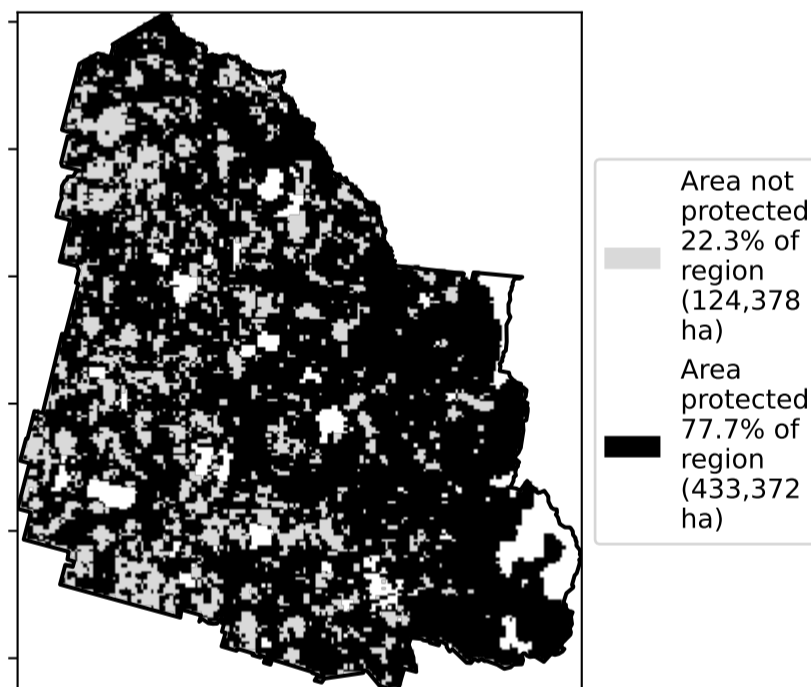 Area not
protected
22.3% of
region
(124,378
ha)
Area
protected
77.7% of
region
(433,372
ha)